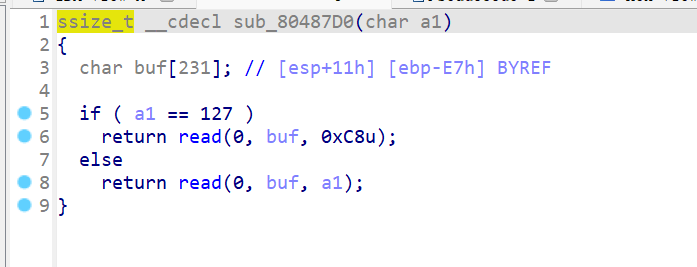 1 ssize_t __cdecl sub_80487D0(char a1)
2 {
3 char buf[231]; // [esp+11h] [ebp-E7h] BYREF
4
5 if ( a1 == 127 )
6 return read(0, buf, 0xC8u);
7 else
8 return read(0, buf, a1);
9 }